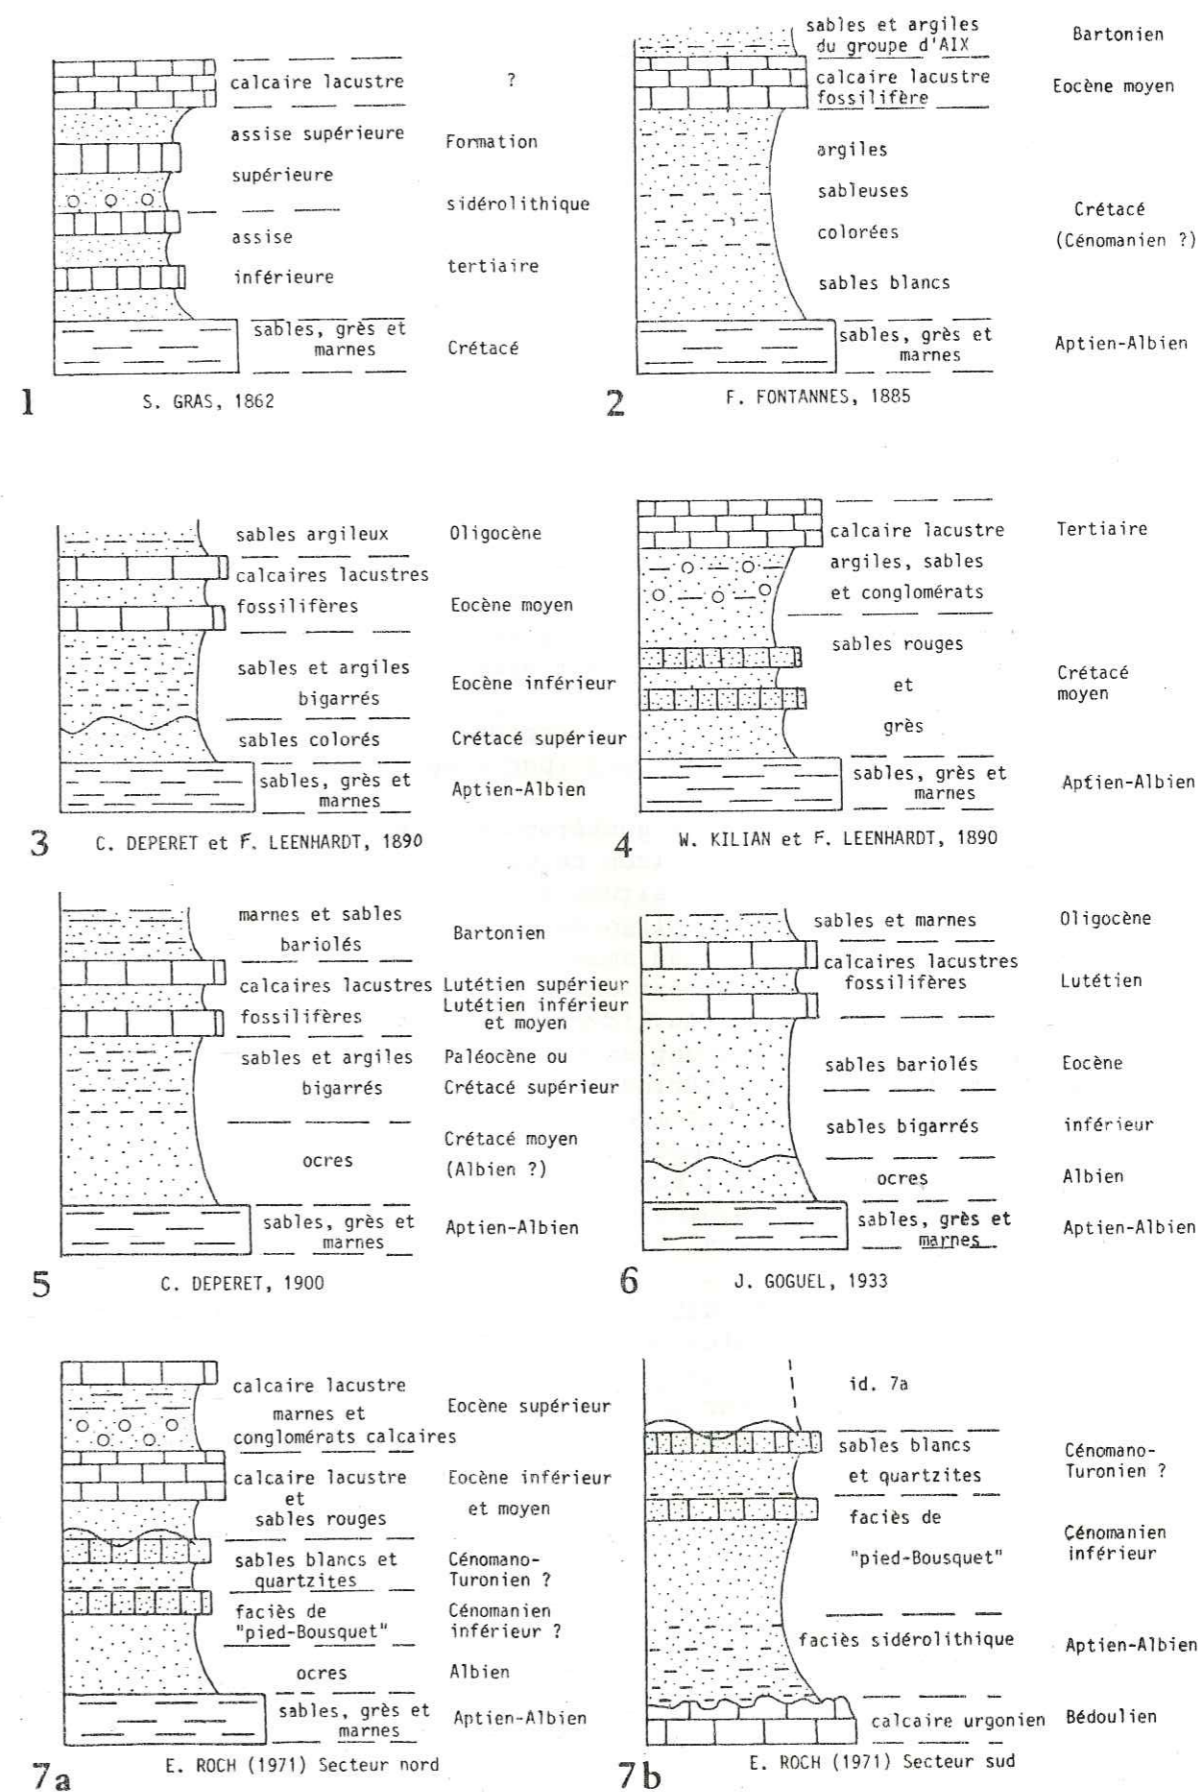 calcaire lacustre ?
assise supérieure Formation
supérieure
sidérolithique
assise
inférieure tertiaire
sables, grès et
marnes Crétacé
1 S. GRAS, 1862
sables et argiles
du groupe d'AIX Bartonien
calcaire lacustre
fossilifère Eocène moyen
argiles
sableuses
colorées
Crétacé
(Cénomanien ?)
sables blancs
sables, grès et
marnes Aptien-Albien
2 F. FONTANNES, 1885
sables argileux Oligocène
calcaires lacustres
fossilifères Eocène moyen
sables et argiles
bigarrés Eocène inférieur
sables colorés Crétacé supérieur
sables, grès et
marnes Aptien-Albien
3 C. DEPERET et F. LEENHARDT, 1890
calcaire lacustre Tertiaire
argiles, sables
et conglomérats
sables rouges
et
grès
Crétacé
moyen
sables, grès et
marnes Aptien-Albien
4 W. KILIAN et F. LEENHARDT, 1890
marnes et sables
bariolés Bartonien
calcaires lacustres Lutétien supérieur
fossilifères Lutétien inférieur
et moyen
sables et argiles Paléocène ou
bigarrés Crétacé supérieur
ocres
Crétacé moyen
(Albien ?)
sables, grès et
marnes Aptien-Albien
5 C. DEPERET, 1900
sables et marnes Oligocène
calcaires lacustres
fossilifères Lutétien
sables bariolés Eocène
sables bigarrés inférieur
ocres Albien
sables, grès et
marnes Aptien-Albien
6 J. GOGUEL, 1933
calcaire lacustre
marnes et
conglomérats calcaires
Eocène supérieur
calcaire lacustre
et
sables rouges
Eocène inférieur
et moyen
sables blancs et
quartzites
Cénomano-
Turonien ?
faciès de
"pied-Bousquet"
Cénomanien
inférieur ?
ocres Albien
sables, grès et
marnes Aptien-Albien
7a E. ROCH (1971) Secteur nord
id. 7a
sables blancs
et quartzites
Cénomano-
Turonien ?
faciès de
"pied-Bousquet"
Cénomanien
inférieur
faciès sidérolithique Aptien-Albien
calcaire urgonien Bédoulien
7b E. ROCH (1971) Secteur sud